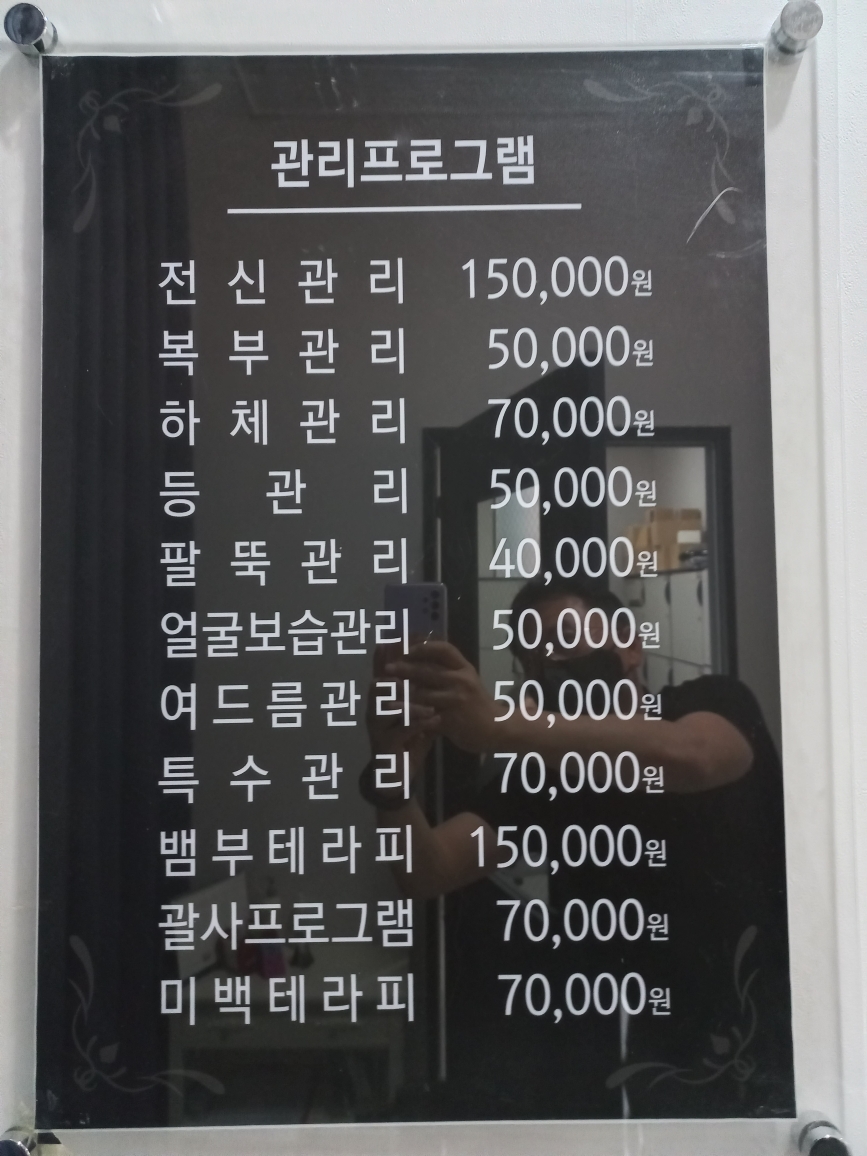 관리프로그램
전신관리 150,000원
복부관리 50,000원
하체관리 70,000원
등관리 50,000원
팔뚝관리 40,000원
얼굴보습관리 50,000원
여드름관리 50,000원
특수관리 70,000원
뱀부테라피 150,000원
괄사프로그램 70,000원
미백테라피 70,000원